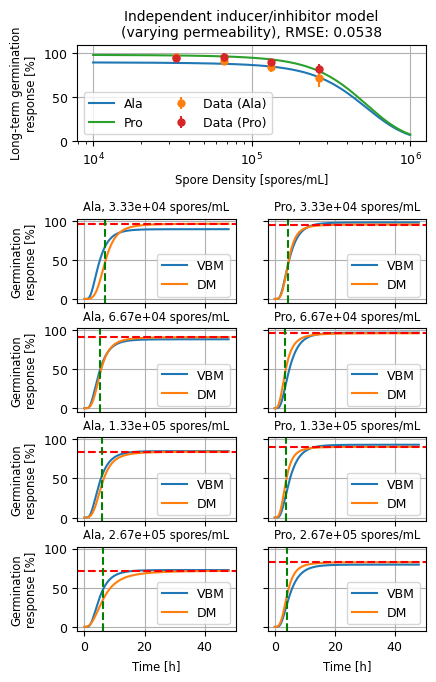 Independent inducer/inhibitor model
(varying permeability), RMSE: 0.0538
Long-term germination
response [%]
100
50
0
Ala
Pro
Data (Ala)
Data (Pro)
10^4
10^5
10^6
Spore Density [spores/mL]
Ala, 3.33e+04 spores/mL
Germination
response [%]
100
50
0
VBM
DM
Pro, 3.33e+04 spores/mL
VBM
DM
Ala, 6.67e+04 spores/mL
Germination
response [%]
100
50
0
VBM
DM
Pro, 6.67e+04 spores/mL
VBM
DM
Ala, 1.33e+05 spores/mL
Germination
response [%]
100
50
0
VBM
DM
Pro, 1.33e+05 spores/mL
VBM
DM
Ala, 2.67e+05 spores/mL
Germination
response [%]
100
50
0
VBM
DM
0
20
40
Time [h]
Pro, 2.67e+05 spores/mL
VBM
DM
0
20
40
Time [h]